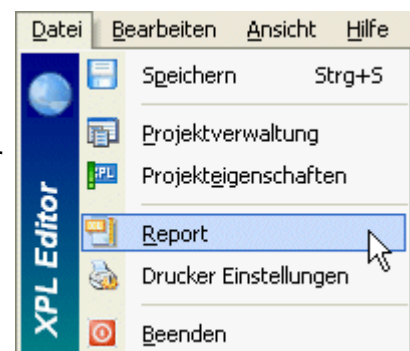 Datei Bearbeiten Ansicht Hilfe
Speichern Strg+S
Projektverwaltung
Projekteigenschaften
Report
Drucker Einstellungen
Beenden
XPL Editor